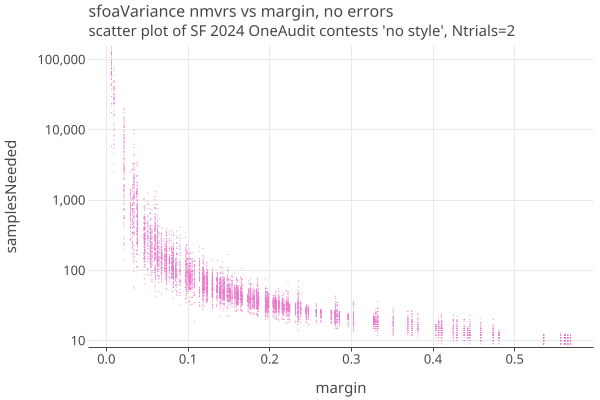 sfoaVariance nmvrs vs margin, no errors
scatter plot of SF 2024 OneAudit contests 'no style', Ntrials=2
100,000
10,000
1,000
100
10
samplesNeeded
0.0 0.1 0.2 0.3 0.4 0.5
margin